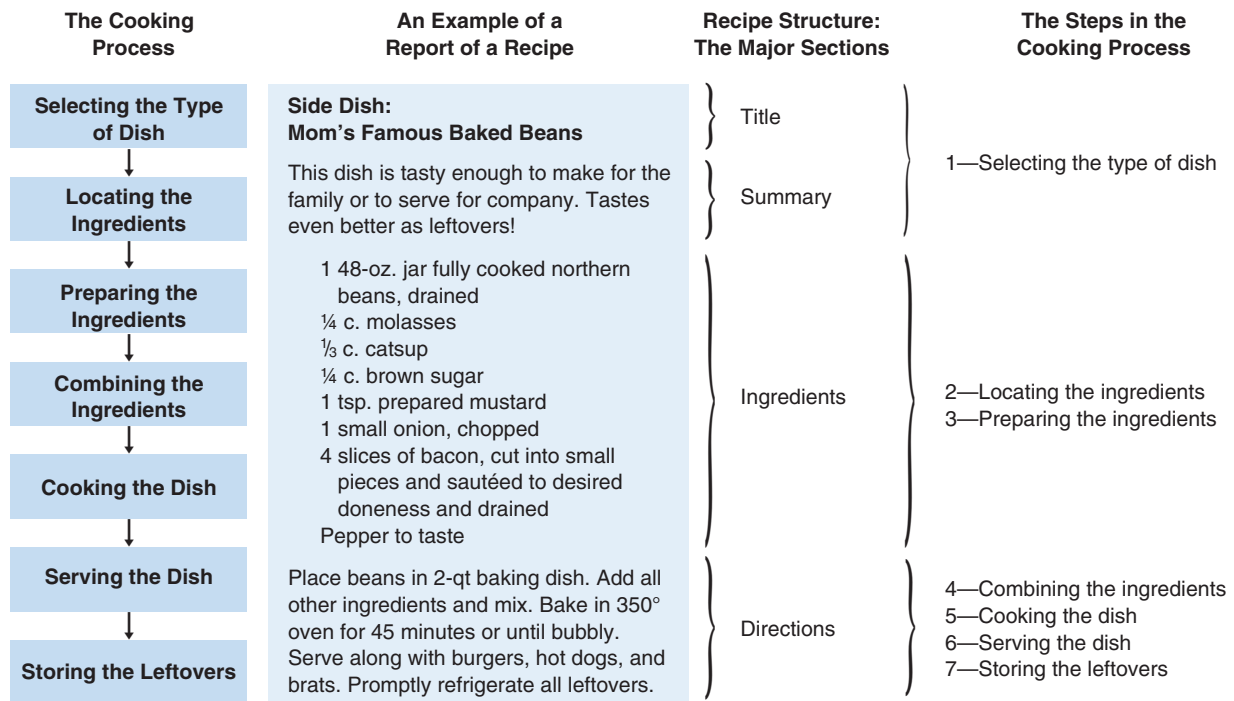 The Cooking
Process
An Example of a
Report of a Recipe
Recipe Structure:
The Major Sections
The Steps in the
Cooking Process
Selecting the Type
of Dish
Locating the
Ingredients
Preparing the
Ingredients
Combining the
Ingredients
Cooking the Dish
Serving the Dish
Storing the Leftovers
Side Dish:
Mom's Famous Baked Beans
This dish is tasty enough to make for the
family or to serve for company. Tastes
even better as leftovers!
1 48-oz. jar fully cooked northern
beans, drained
¼ c. molasses
⅓ c. catsup
¼ c. brown sugar
1 tsp. prepared mustard
1 small onion, chopped
4 slices of bacon, cut into small
pieces and sautéed to desired
doneness and drained
Pepper to taste
Place beans in 2-qt baking dish. Add all
other ingredients and mix. Bake in 350°
oven for 45 minutes or until bubbly.
Serve along with burgers, hot dogs, and
brats. Promptly refrigerate all leftovers.
Title
Summary
Ingredients
Directions
1—Selecting the type of dish
2—Locating the ingredients
3—Preparing the ingredients
4—Combining the ingredients
5—Cooking the dish
6—Serving the dish
7—Storing the leftovers